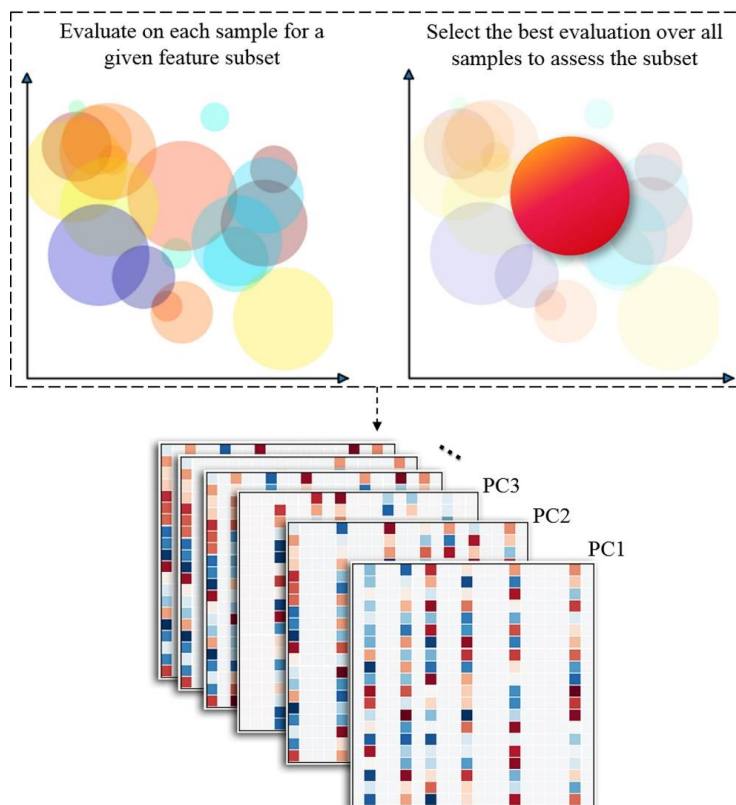 Evaluate on each sample for a
given feature subset
Select the best evaluation over all
samples to assess the subset
PC3
PC2
PC1